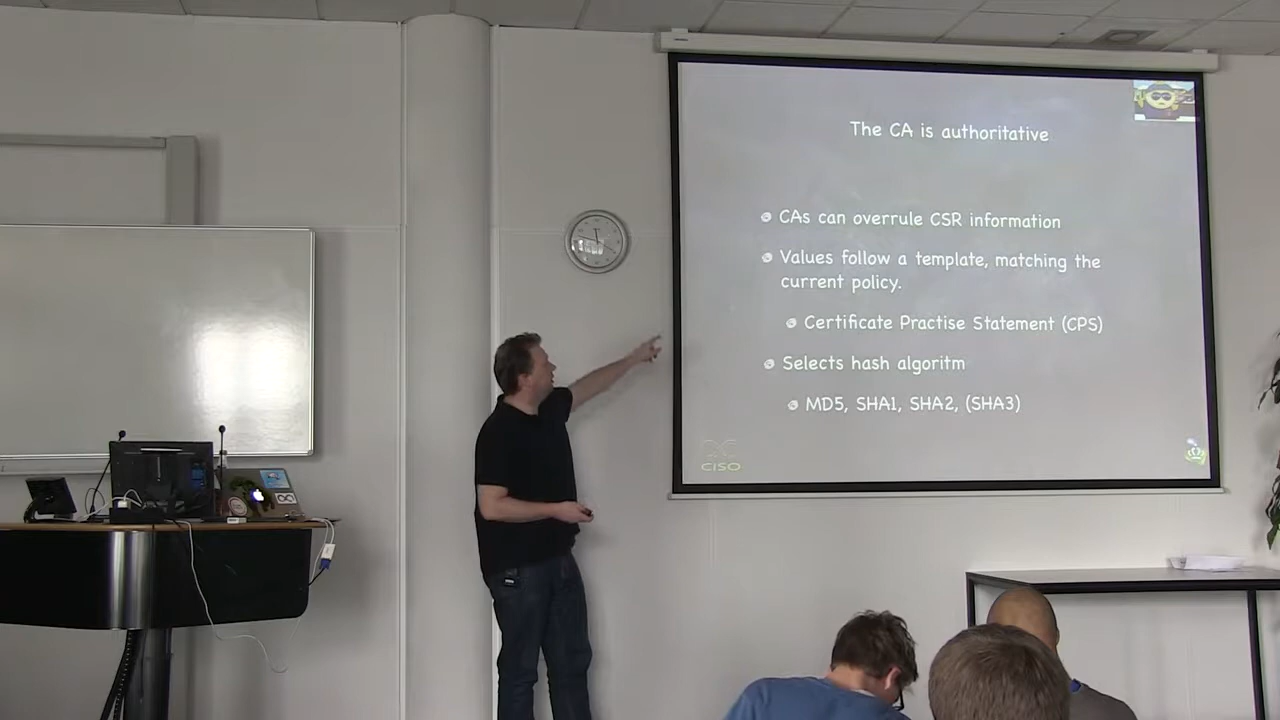 The CA is authoritative
CAs can overrule CSR information
Values follow a template, matching the
current policy.
Certificate Practise Statement (CPS)
Selects hash algoritm
MD5, SHA1, SHA2, (SHA3)
CISO